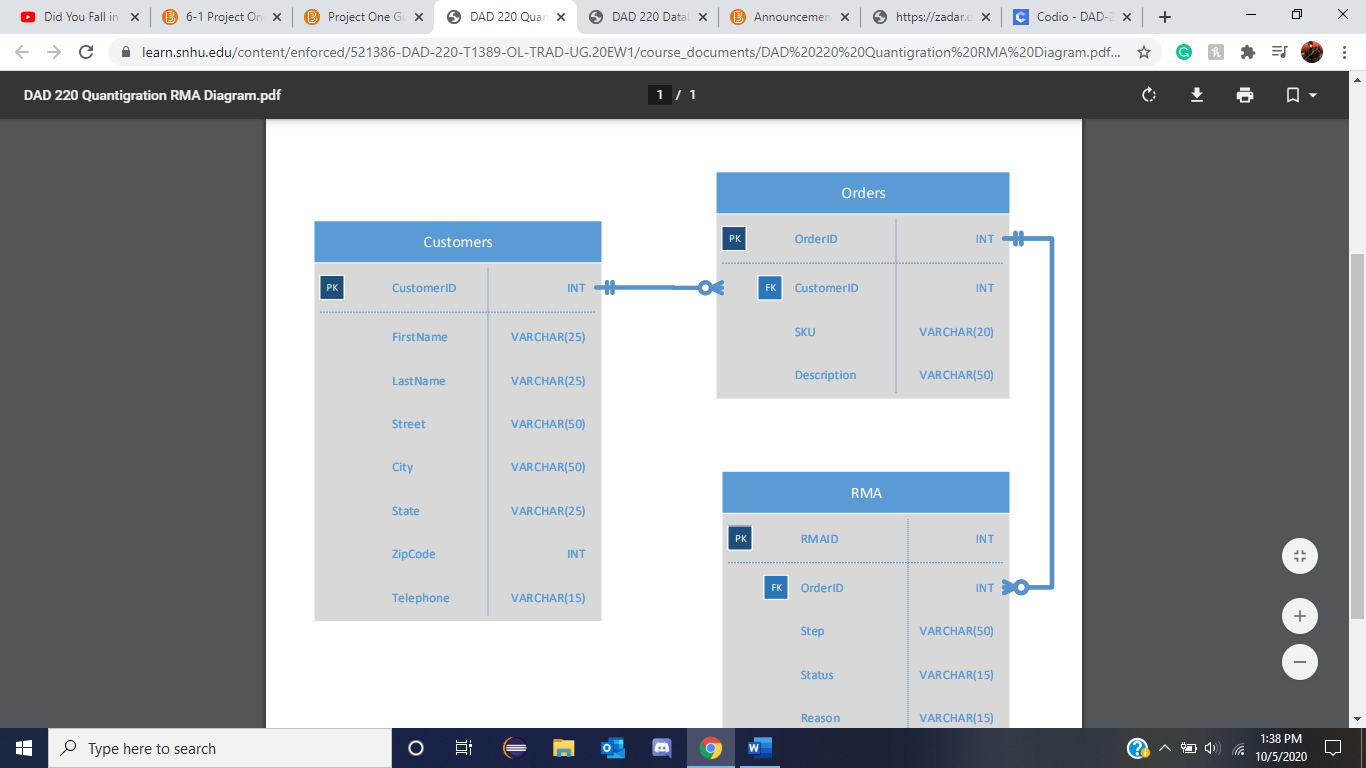 Did You Fall in
6-1 Project On
Project One Gu
DAD 220 Quan
DAD 220 Datal
Announcemen
https://zadar.u
Codio - DAD-2
learn.snhu.edu/content/enforced/521386-DAD-220-T1389-OL-TRAD-UG.20EW1/course_documents/DAD%20220%20Quantigration%20RMA%20Diagram.pdf...
DAD 220 Quantigration RMA Diagram.pdf
1 / 1
Customers
PK CustomerID INT
FirstName VARCHAR(25)
LastName VARCHAR(25)
Street VARCHAR(50)
City VARCHAR(50)
State VARCHAR(25)
ZipCode INT
Telephone VARCHAR(15)
Orders
PK OrderID INT
FK CustomerID INT
SKU VARCHAR(20)
Description VARCHAR(50)
RMA
PK RMAID INT
FK OrderID INT
Step VARCHAR(50)
Status VARCHAR(15)
Reason VARCHAR(15)
Type here to search
1:38 PM
10/5/2020